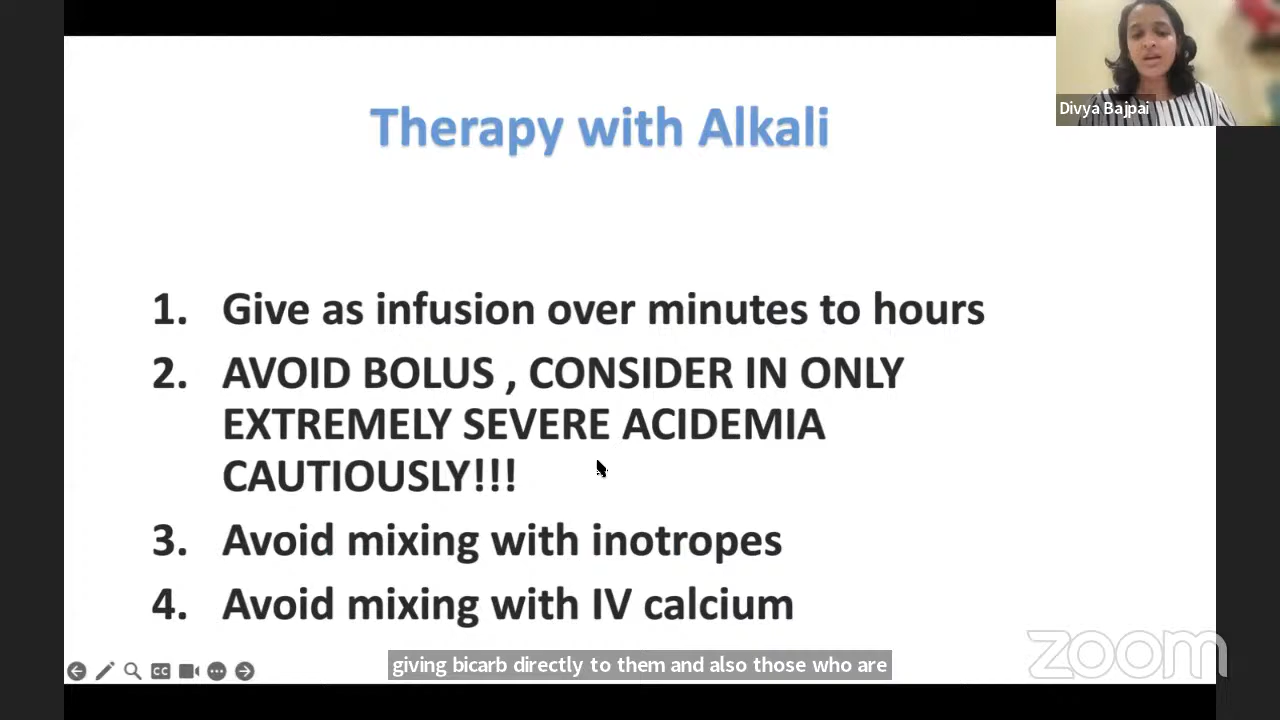 Therapy with Alkali
Divya Bajpai
1. Give as infusion over minutes to hours
2. AVOID BOLUS , CONSIDER IN ONLY
EXTREMELY SEVERE ACIDEMIA
CAUTIOUSLY!!!
3. Avoid mixing with inotropes
4. Avoid mixing with IV calcium
zoom
giving bicarb directly to them and also those who are
CC